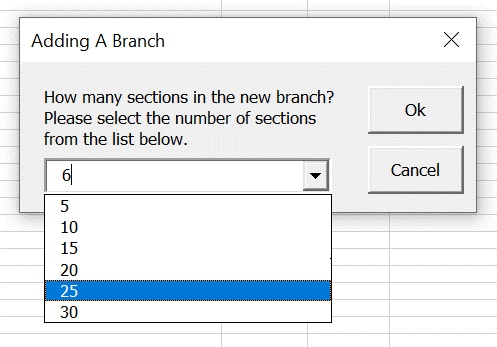 Adding A Branch
How many sections in the new branch?
Please select the number of sections
from the list below.
Ok
Cancel
6
5
10
15
20
25
30